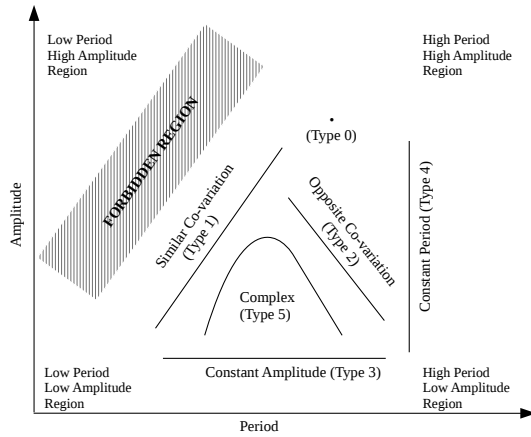 Low Period
High Amplitude
Region
High Period
High Amplitude
Region
FORBIDDEN REGION
(Type 0)
Similar Co-variation
(Type 1)
Opposite Co-variation
(Type 2)
Constant Period (Type 4)
Amplitude
Complex
(Type 5)
Constant Amplitude (Type 3)
Low Period
Low Amplitude
Region
High Period
Low Amplitude
Region
Period